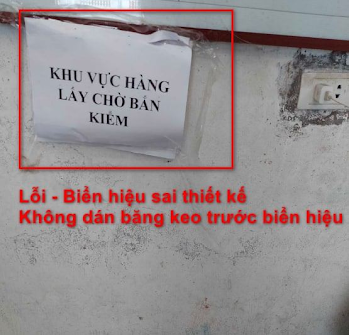 KHU VỰC HÀNG
LẤY CHỜ BẮN
KIỂM
Lỗi - Biển hiệu sai thiết kế
Không dán băng keo trước biển hiệu